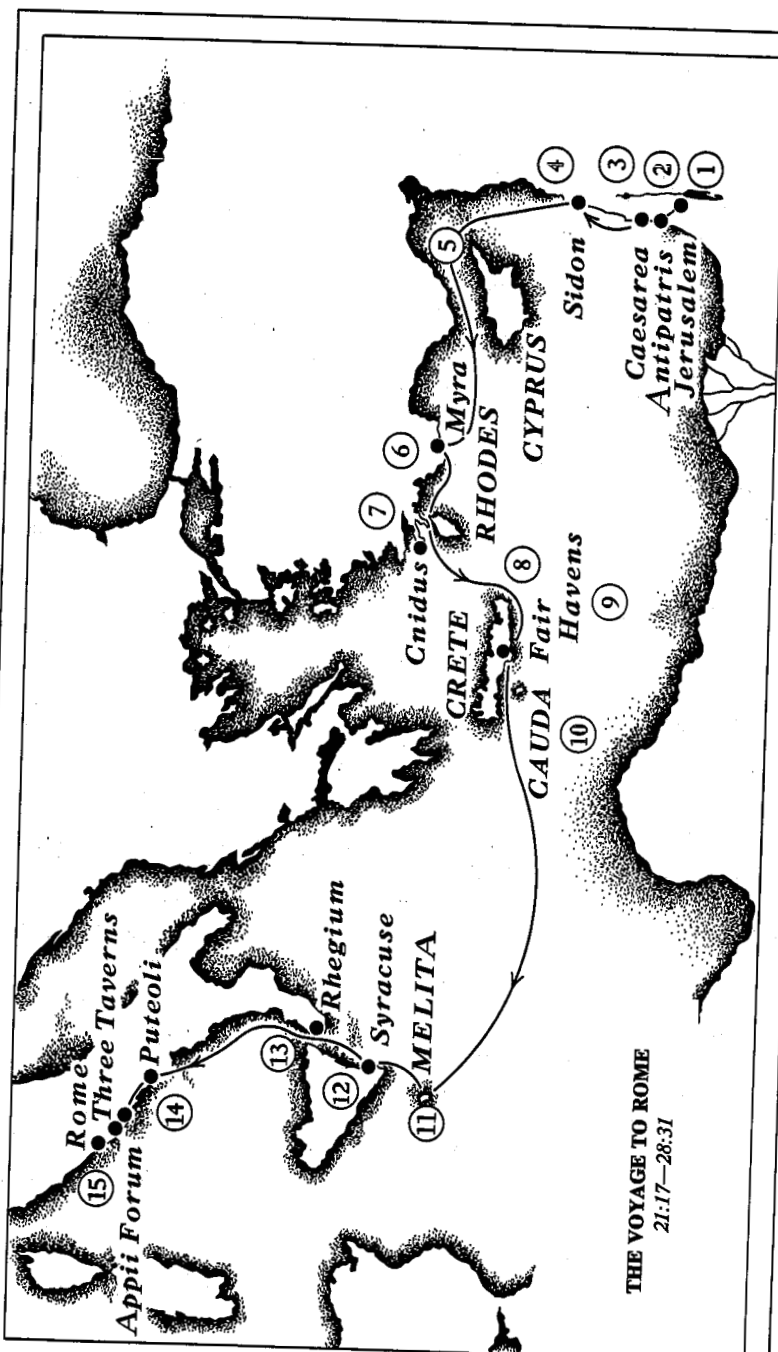 Rome
Three Taverns
Appii Forum
Puteoli
15
14
13
Rhegium
12
Syracuse
11
MELITA
CRETE
Cnidus
7
6
Myra
RHODES
5
CYPRUS
8
Fair
Havens
9
CAUDA
10
4
Sidon
3
2
1
Caesarea
Antipatris
Jerusalem
THE VOYAGE TO ROME
21:17—28:31